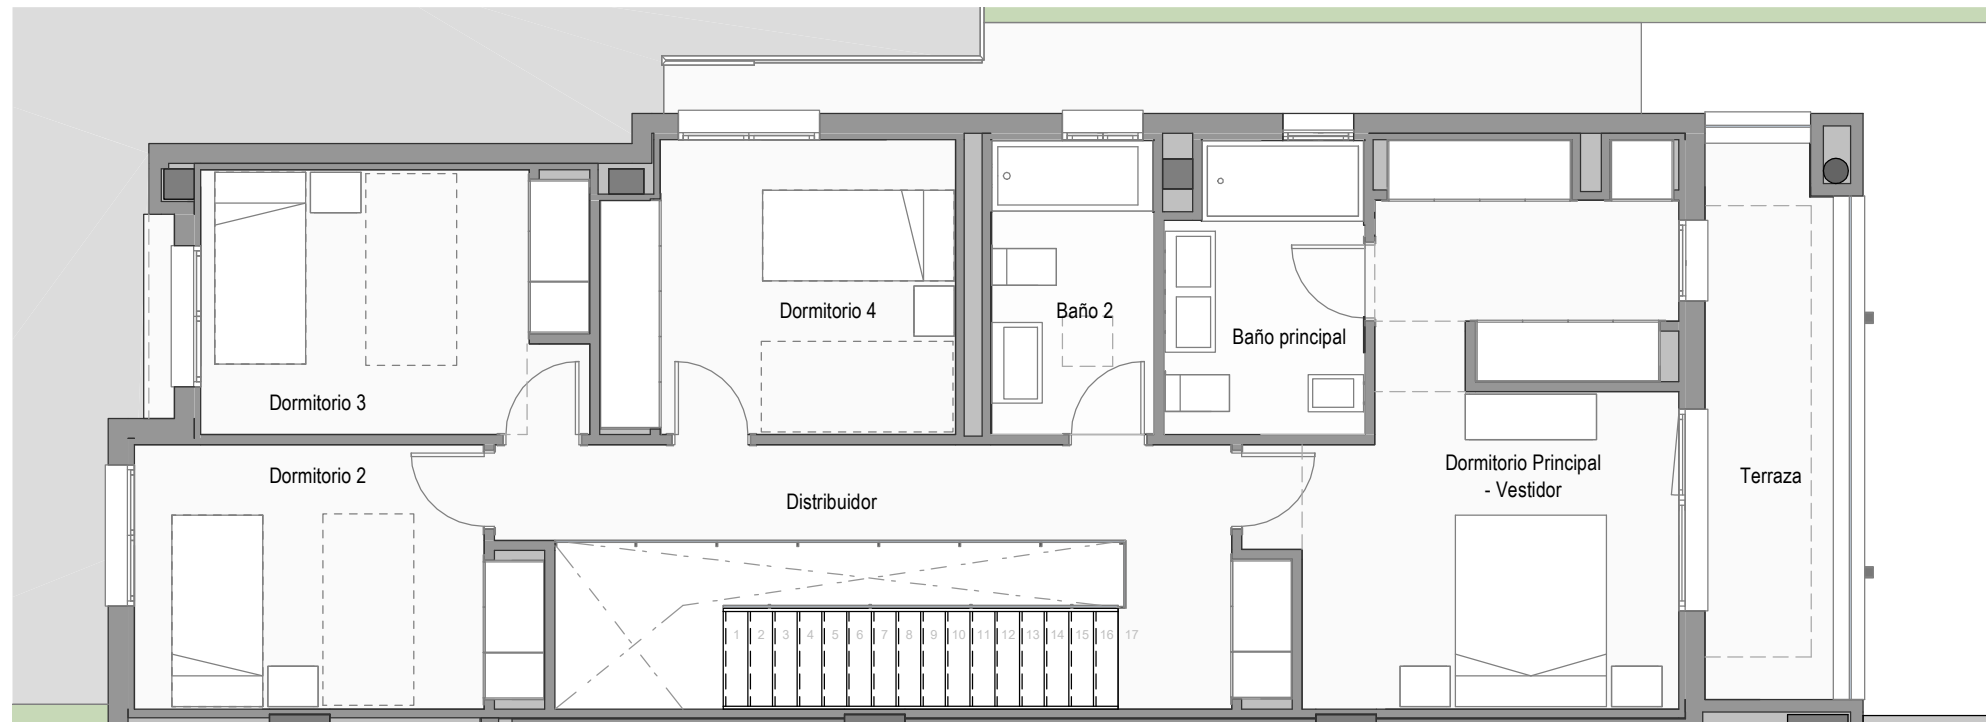 Dormitorio 4
Baño 2
Baño principal
Dormitorio 3
Dormitorio 2
Dormitorio Principal
- Vestidor
Terraza
Distribuidor
1 2 3 4 5 6 7 8 9 10 11 12 13 14 15 16 17